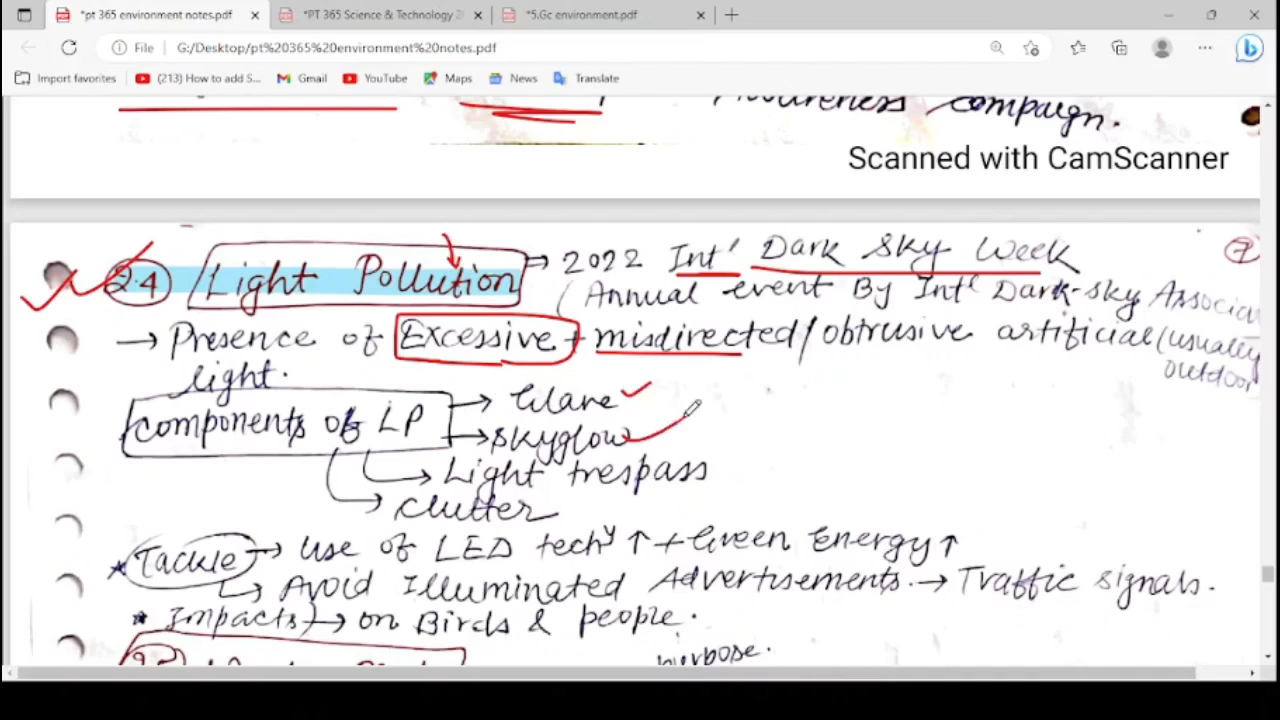 *pt 365 environment notes.pdf
*PT 365 Science & Technology 2
*5.Gc environment.pdf
File G:/Desktop/pt%20365%20environment%20notes.pdf
Import favorites (213) How to add S... Gmail YouTube Maps News Translate
Awareness compaign.
Scanned with CamScanner
7
2.4 Light Pollution → 2022 Int' Dark Sky Week
(Annual event By Int' Dark-Sky Associa
→ Presence of Excessive + misdirected/obtrusive artificial (usually
light. outdoor
components of LP → Glare
→ skyglow
→ Light trespass
→ Clutter
* Tackle → Use of LED techy ↑ + Green Energy ↑
→ Avoid Illuminated Advertisements. → Traffic signals.
* Impacts → on Birds & people.